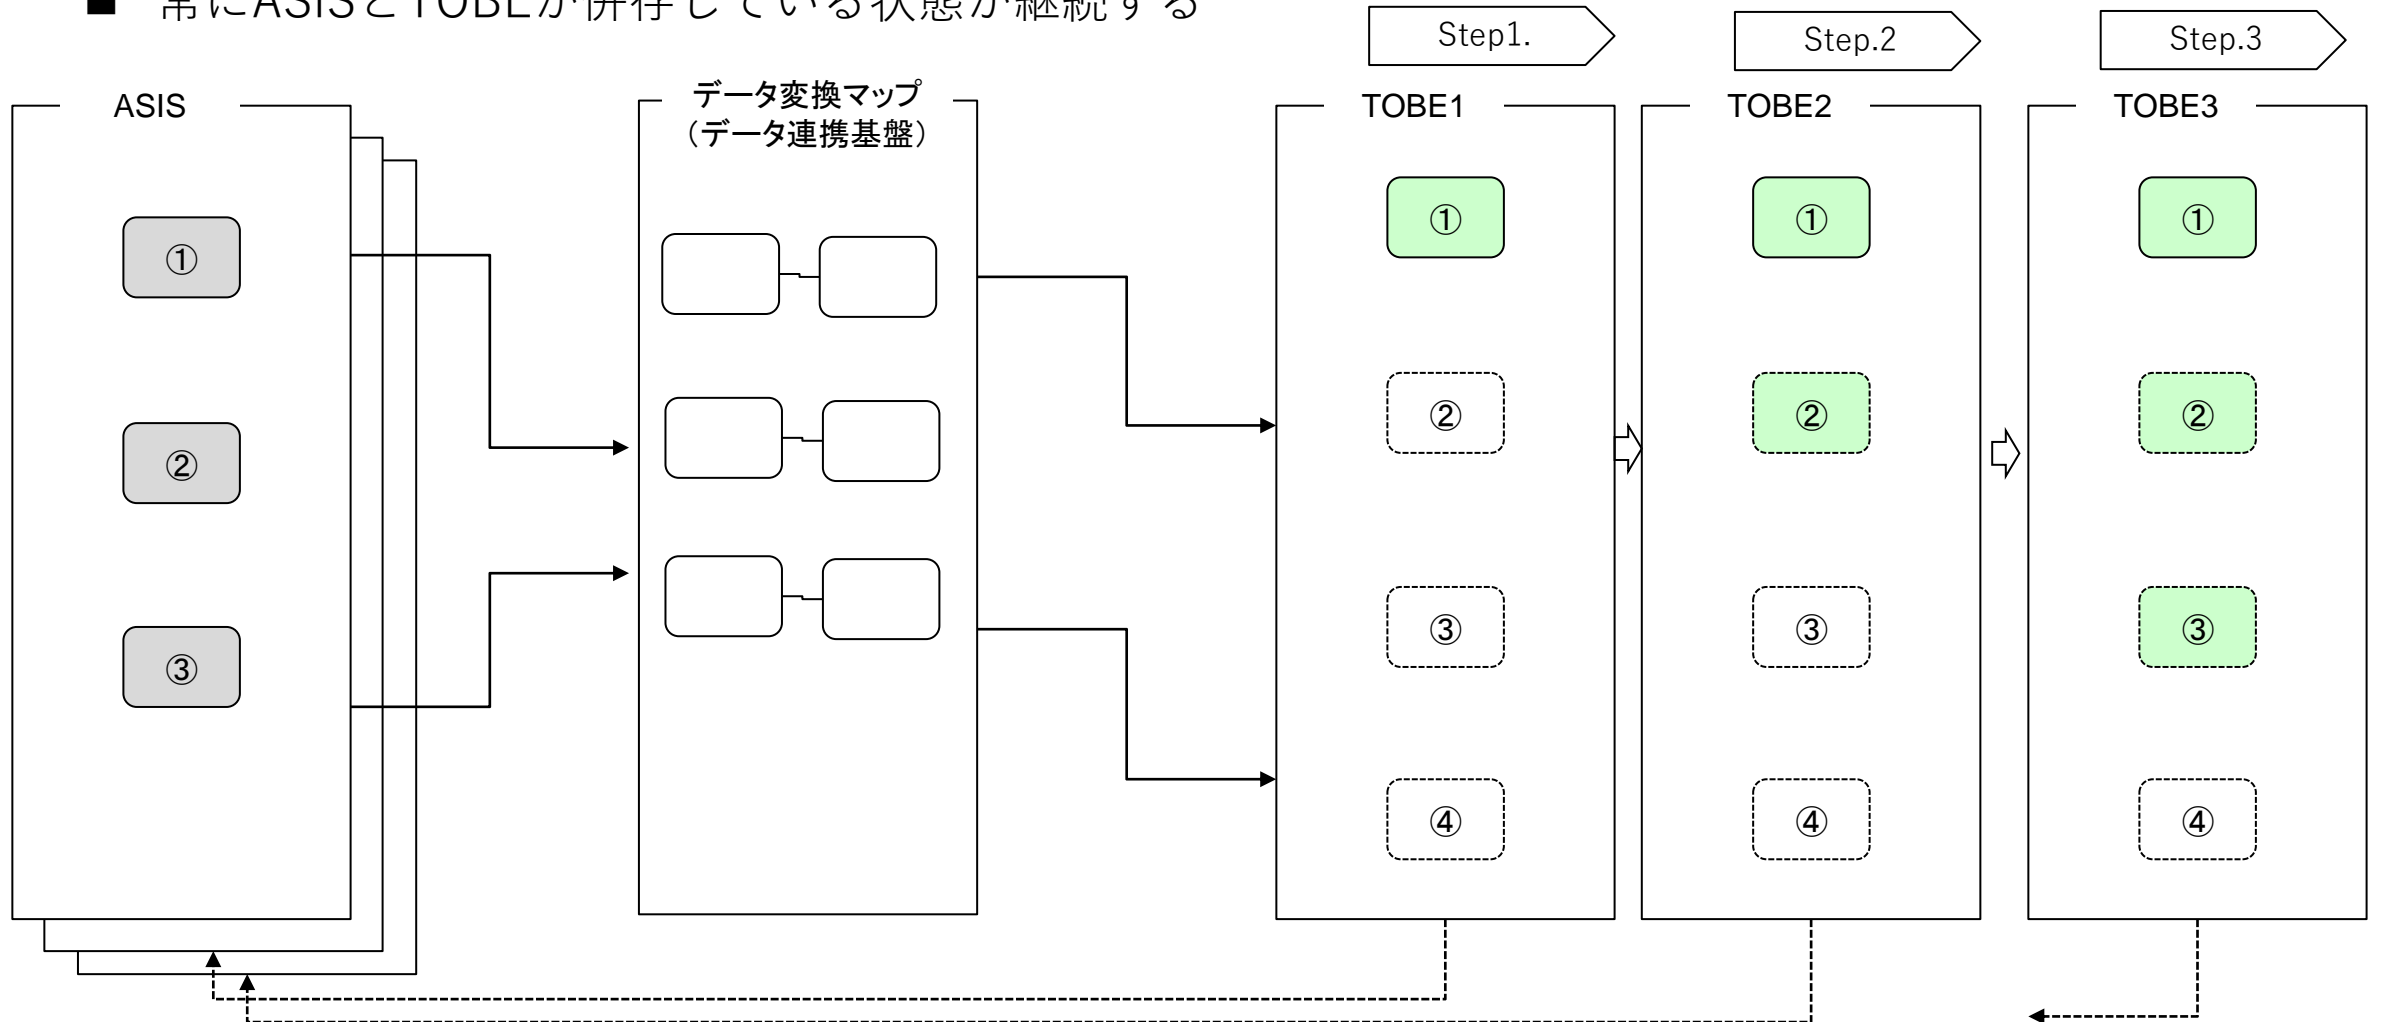 ■ 常にASISとTOBEが併存している状態が継続する
Step1.
Step.2
Step.3
ASIS
①
②
③
データ変換マップ
（データ連携基盤）
TOBE1
①
②
③
④
TOBE2
①
②
③
④
TOBE3
①
②
③
④